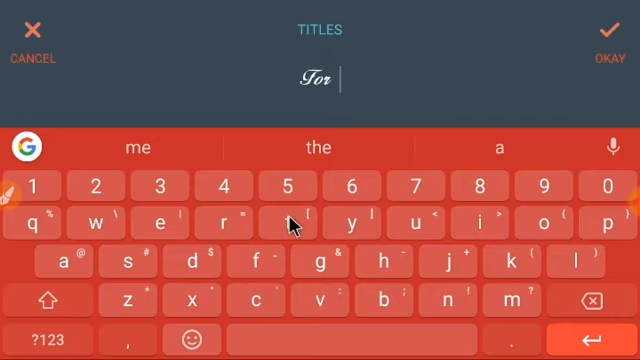 TITLES
CANCEL
OKAY
For
me the a
1 2 3 4 5 6 7 8 9 0
q % w \ e | r = [ y ] u < i > o { p }
a @ s # d $ f _ g & h - j + k ( l )
z * x " c ' v : b ; n ! m ?
?123 , .